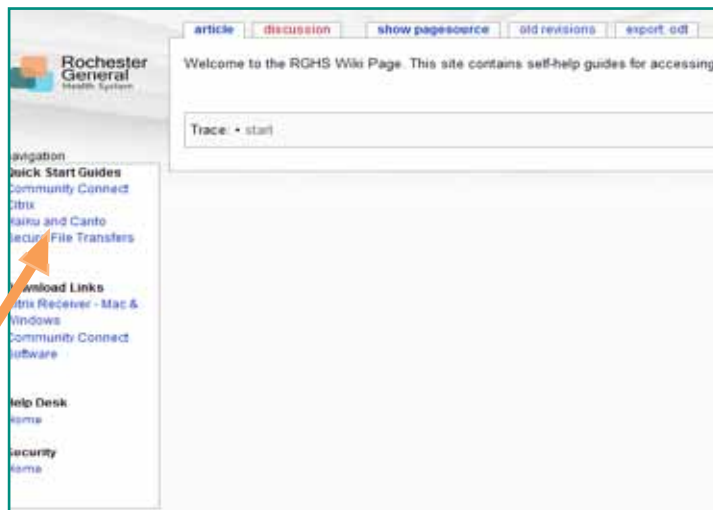 article discussion show pagesource old revisions export: odt
Rochester
General
Health System
Welcome to the RGHS Wiki Page. This site contains self-help guides for accessing
Trace: • start
avigation
Quick Start Guides
Community Connect
Citrix
Haiku and Canto
Secure File Transfers
Download Links
Citrix Receiver - Mac &
Windows
Community Connect
Software
Help Desk
Home
Security
Home